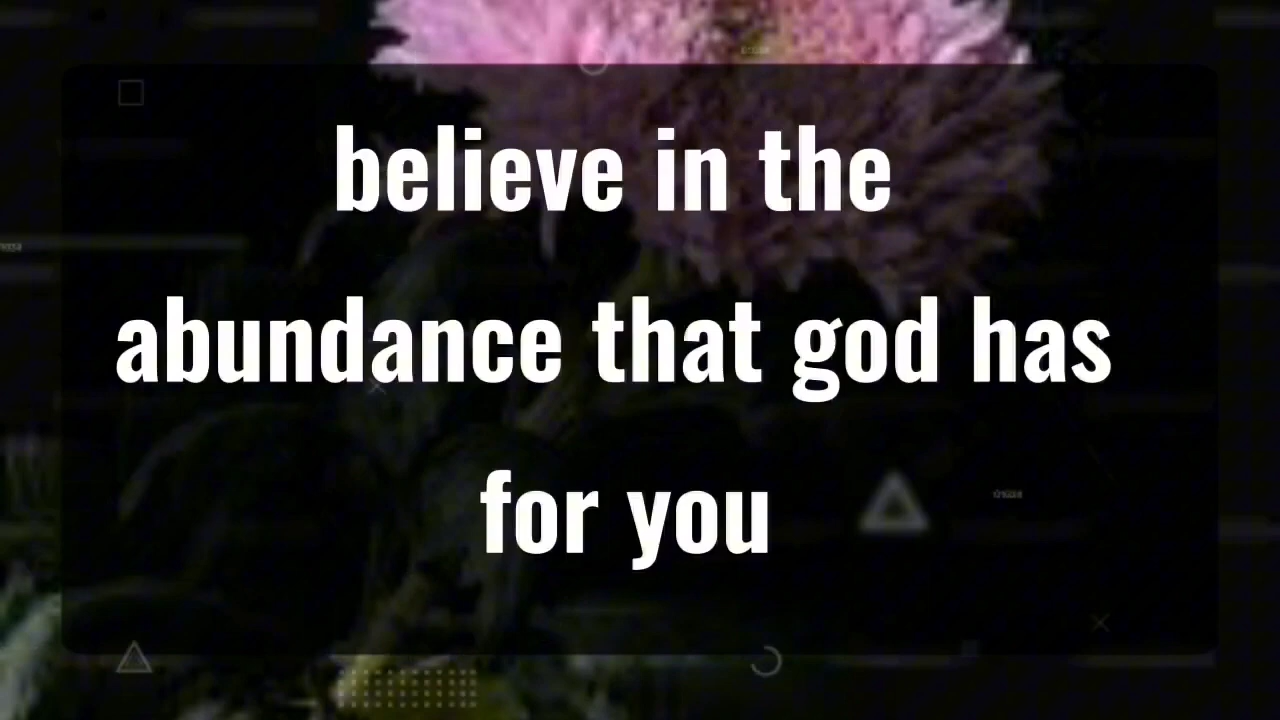 believe in the
abundance that god has
for you